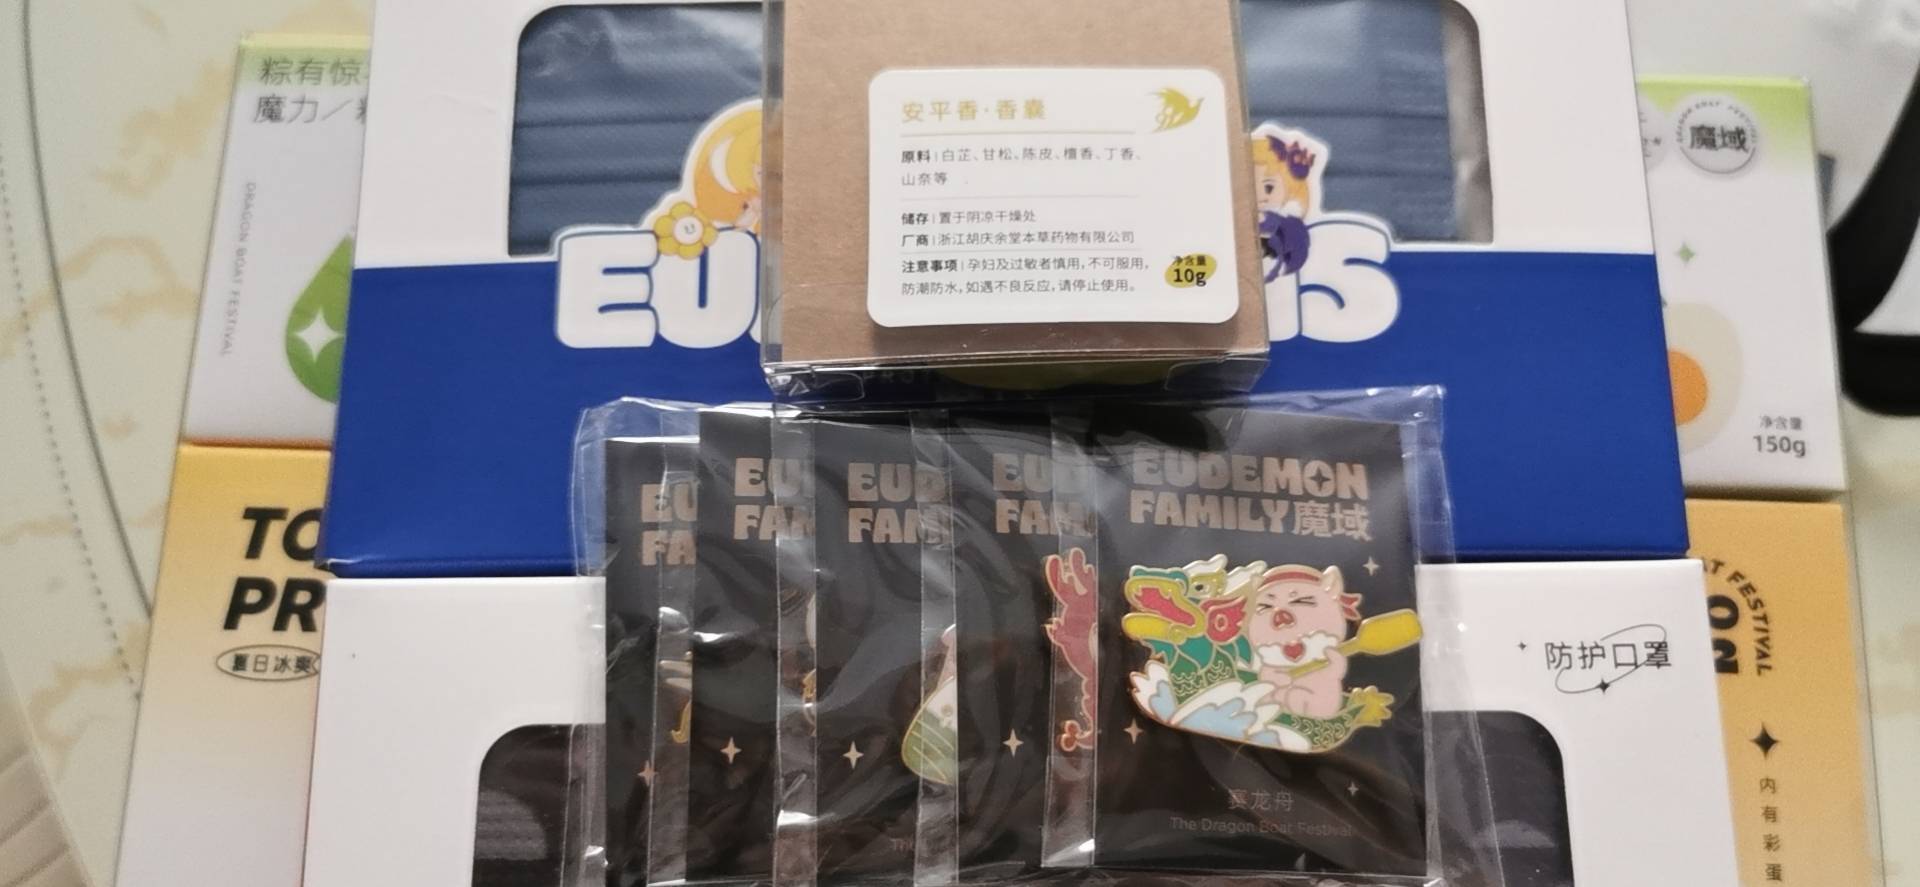 粽有惊
魔力／
DRAGON BOAT FESTIVAL
安平香·香囊
原料 | 白芷、甘松、陈皮、檀香、丁香、
山奈等
储存 | 置于阴凉干燥处
厂商 | 浙江胡庆余堂本草药物有限公司
注意事项 | 孕妇及过敏者慎用,不可服用,
防潮防水,如遇不良反应,请停止使用。
净含量
10g
魔域
净含量
150g
EU
FA
EU
FAM
EUD
FAM
EUD
FAM
EUDEMON
FAMILY魔域
赛龙舟
The Dragon Boat Festival
夏日冰爽
防护口罩
FESTIVAL
内有彩蛋